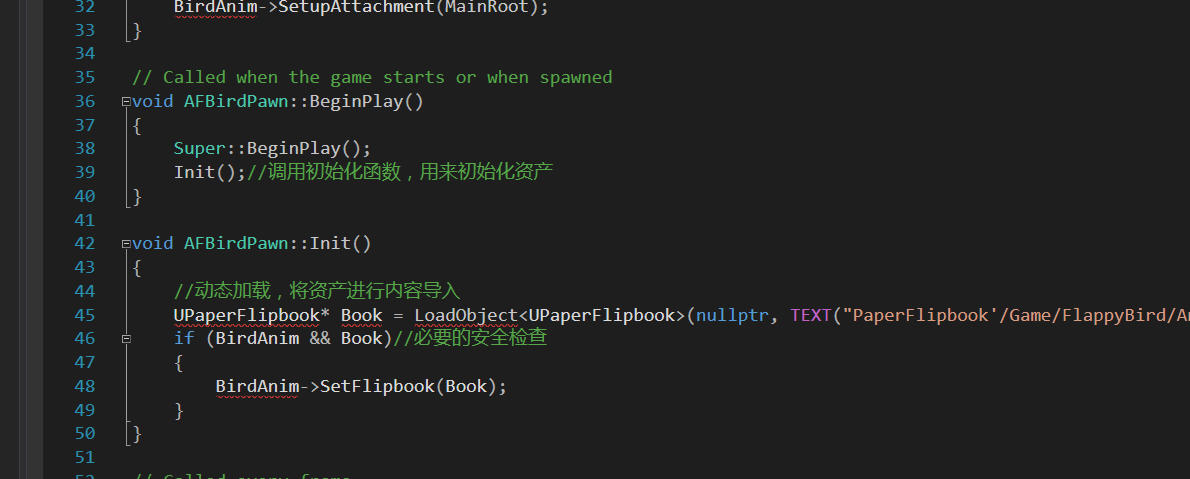 32 BirdAnim->SetupAttachment(MainRoot);
33 }
34
35 // Called when the game starts or when spawned
36 void AFBirdPawn::BeginPlay()
37 {
38 Super::BeginPlay();
39 Init();//调用初始化函数，用来初始化资产
40 }
41
42 void AFBirdPawn::Init()
43 {
44 //动态加载，将资产进行内容导入
45 UPaperFlipbook* Book = LoadObject<UPaperFlipbook>(nullptr, TEXT("PaperFlipbook'/Game/FlappyBird/A
46 if (BirdAnim && Book)//必要的安全检查
47 {
48 BirdAnim->SetFlipbook(Book);
49 }
50 }
51
52 // Called every frame